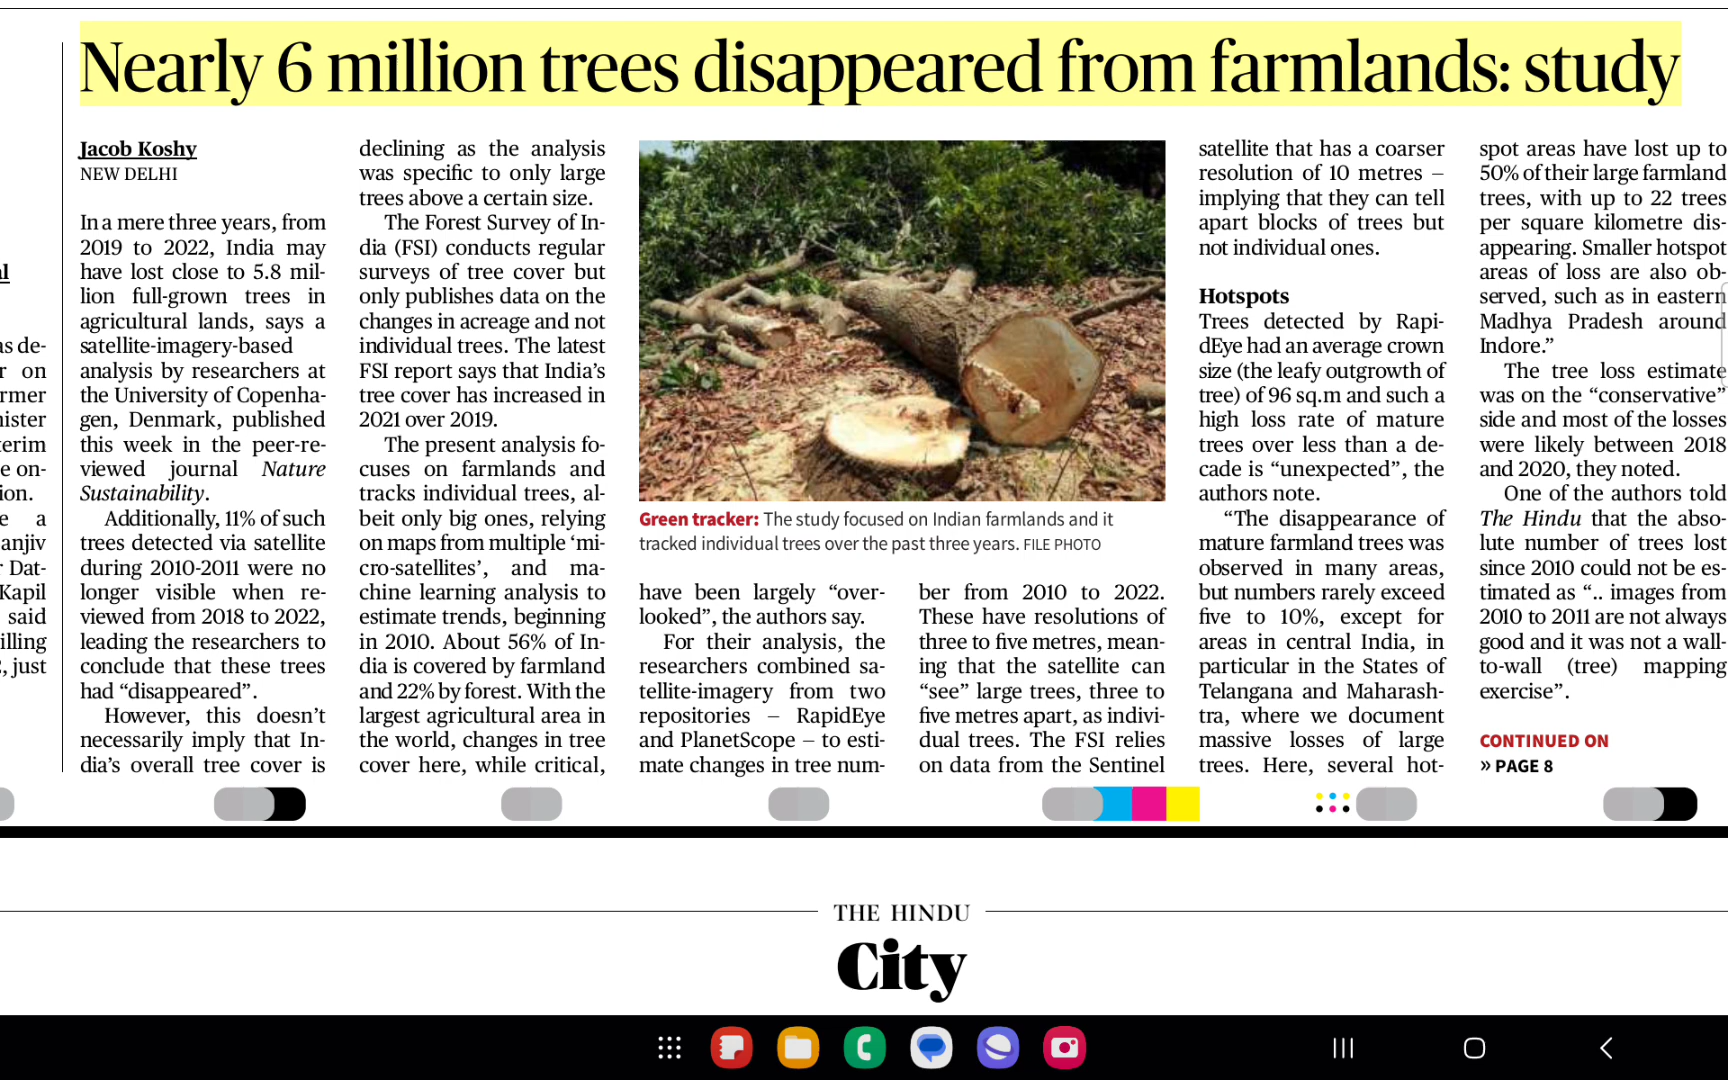 Nearly 6 million trees disappeared from farmlands: study
l
as de-
r on
rmer
nister
terim
e on-
ion.
e a
anjiv
r Dat-
Kapil
said
illing
, just
Jacob Koshy
NEW DELHI
In a mere three years, from
2019 to 2022, India may
have lost close to 5.8 mil-
lion full-grown trees in
agricultural lands, says a
satellite-imagery-based
analysis by researchers at
the University of Copenha-
gen, Denmark, published
this week in the peer-re-
viewed journal Nature
Sustainability.
Additionally, 11% of such
trees detected via satellite
during 2010-2011 were no
longer visible when re-
viewed from 2018 to 2022,
leading the researchers to
conclude that these trees
had “disappeared”.
However, this doesn’t
necessarily imply that In-
dia’s overall tree cover is
declining as the analysis
was specific to only large
trees above a certain size.
The Forest Survey of In-
dia (FSI) conducts regular
surveys of tree cover but
only publishes data on the
changes in acreage and not
individual trees. The latest
FSI report says that India’s
tree cover has increased in
2021 over 2019.
The present analysis fo-
cuses on farmlands and
tracks individual trees, al-
beit only big ones, relying
on maps from multiple ‘mi-
cro-satellites’, and ma-
chine learning analysis to
estimate trends, beginning
in 2010. About 56% of In-
dia is covered by farmland
and 22% by forest. With the
largest agricultural area in
the world, changes in tree
cover here, while critical,
Green tracker: The study focused on Indian farmlands and it
tracked individual trees over the past three years. FILE PHOTO
have been largely “over-
looked”, the authors say.
For their analysis, the
researchers combined sa-
tellite-imagery from two
repositories – RapidEye
and PlanetScope – to esti-
mate changes in tree num-
ber from 2010 to 2022.
These have resolutions of
three to five metres, mean-
ing that the satellite can
“see” large trees, three to
five metres apart, as indivi-
dual trees. The FSI relies
on data from the Sentinel
satellite that has a coarser
resolution of 10 metres –
implying that they can tell
apart blocks of trees but
not individual ones.
Hotspots
Trees detected by Rapi-
dEye had an average crown
size (the leafy outgrowth of
tree) of 96 sq.m and such a
high loss rate of mature
trees over less than a de-
cade is “unexpected”, the
authors note.
“The disappearance of
mature farmland trees was
observed in many areas,
but numbers rarely exceed
five to 10%, except for
areas in central India, in
particular in the States of
Telangana and Maharash-
tra, where we document
massive losses of large
trees. Here, several hot-
spot areas have lost up to
50% of their large farmland
trees, with up to 22 trees
per square kilometre dis-
appearing. Smaller hotspot
areas of loss are also ob-
served, such as in eastern
Madhya Pradesh around
Indore.”
The tree loss estimate
was on the “conservative”
side and most of the losses
were likely between 2018
and 2020, they noted.
One of the authors told
The Hindu that the abso-
lute number of trees lost
since 2010 could not be es-
timated as “.. images from
2010 to 2011 are not always
good and it was not a wall-
to-wall (tree) mapping
exercise”.
CONTINUED ON
» PAGE 8
THE HINDU
City